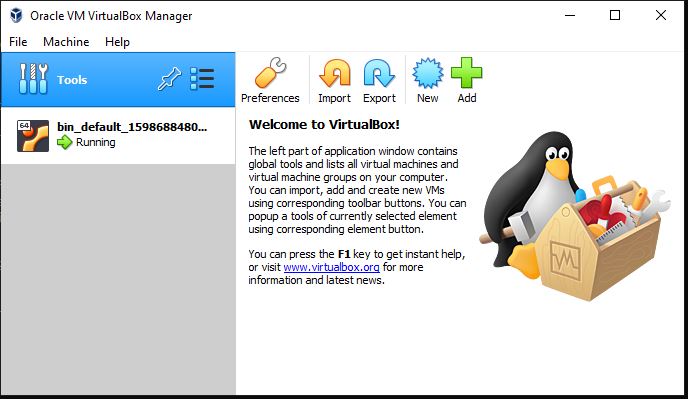 Oracle VM VirtualBox Manager
File Machine Help
Tools
Preferences Import Export New Add
64
bin_default_1598688480...
Running
Welcome to VirtualBox!
The left part of application window contains
global tools and lists all virtual machines and
virtual machine groups on your computer.
You can import, add and create new VMs
using corresponding toolbar buttons. You can
popup a tools of currently selected element
using corresponding element button.
You can press the F1 key to get instant help,
or visit www.virtualbox.org for more
information and latest news.